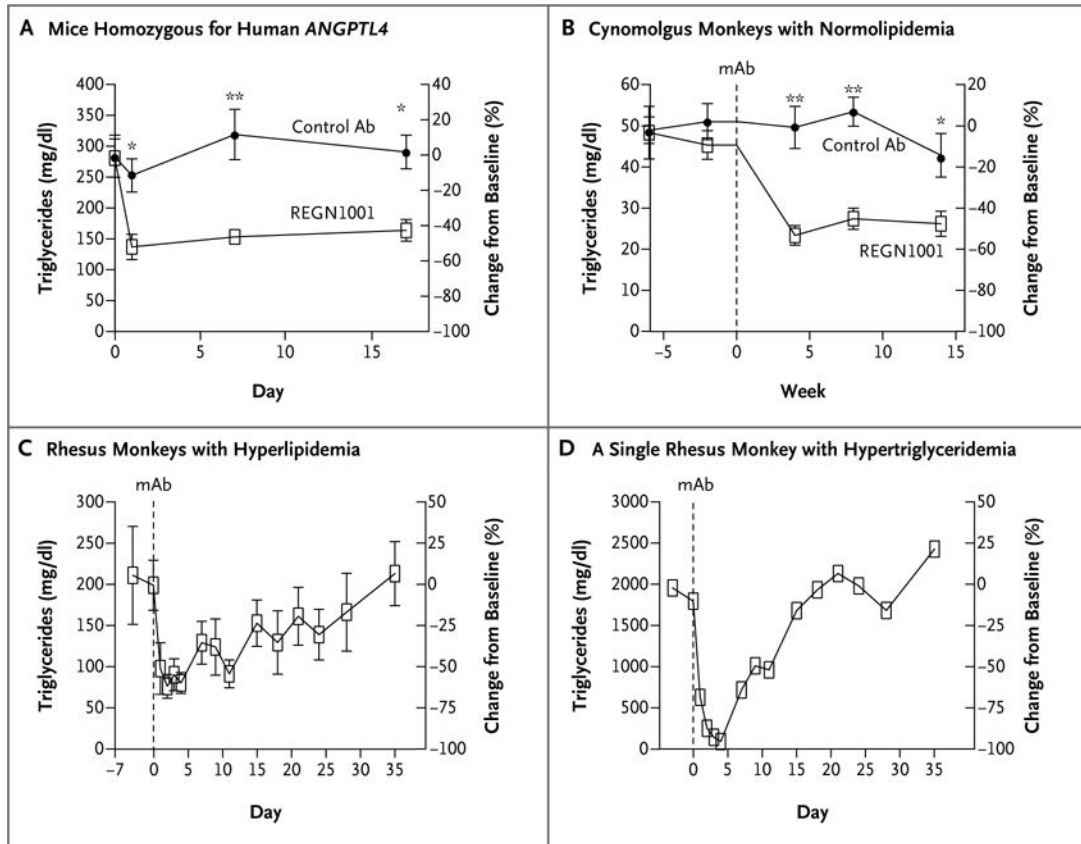 A Mice Homozygous for Human ANGPTL4
Triglycerides (mg/dl)
400
350
300
250
200
150
100
50
0
40
20
0
−20
−40
−60
−80
−100
Change from Baseline (%)
*
**
*
Control Ab
REGN1001
0 5 10 15
Day
B Cynomolgus Monkeys with Normolipidemia
mAb
Triglycerides (mg/dl)
60
50
40
30
20
10
0
20
0
−20
−40
−60
−80
−100
Change from Baseline (%)
**
**
*
Control Ab
REGN1001
−5 0 5 10 15
Week
C Rhesus Monkeys with Hyperlipidemia
mAb
Triglycerides (mg/dl)
300
250
200
150
100
50
0
50
25
0
−25
−50
−75
−100
Change from Baseline (%)
−7 0 5 10 15 20 25 30 35
Day
D A Single Rhesus Monkey with Hypertriglyceridemia
mAb
Triglycerides (mg/dl)
3000
2500
2000
1500
1000
500
0
50
25
0
−25
−50
−75
−100
Change from Baseline (%)
0 5 10 15 20 25 30 35
Day